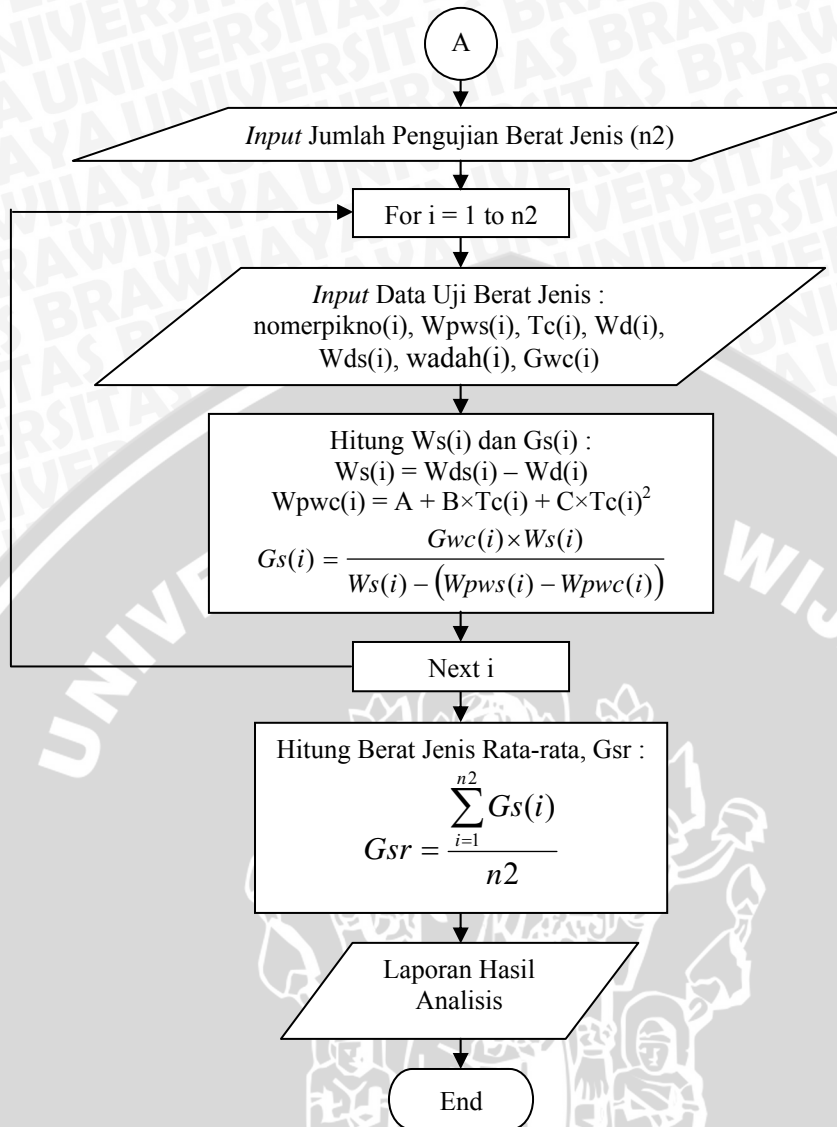 A
Input Jumlah Pengujian Berat Jenis (n2)
For i = 1 to n2
Input Data Uji Berat Jenis :
nomerpikno(i), Wpws(i), Tc(i), Wd(i),
Wds(i), wadah(i), Gwc(i)
Hitung Ws(i) dan Gs(i) :
Ws(i) = Wds(i) – Wd(i)
Wpwc(i) = A + B×Tc(i) + C×Tc(i)²
Gs(i) = Gwc(i) × Ws(i) / Ws(i) – (Wpws(i) – Wpwc(i))
Next i
Hitung Berat Jenis Rata-rata, Gsr :
Gsr = ∑_{i=1}^{n2} Gs(i) / n2
Laporan Hasil
Analisis
End